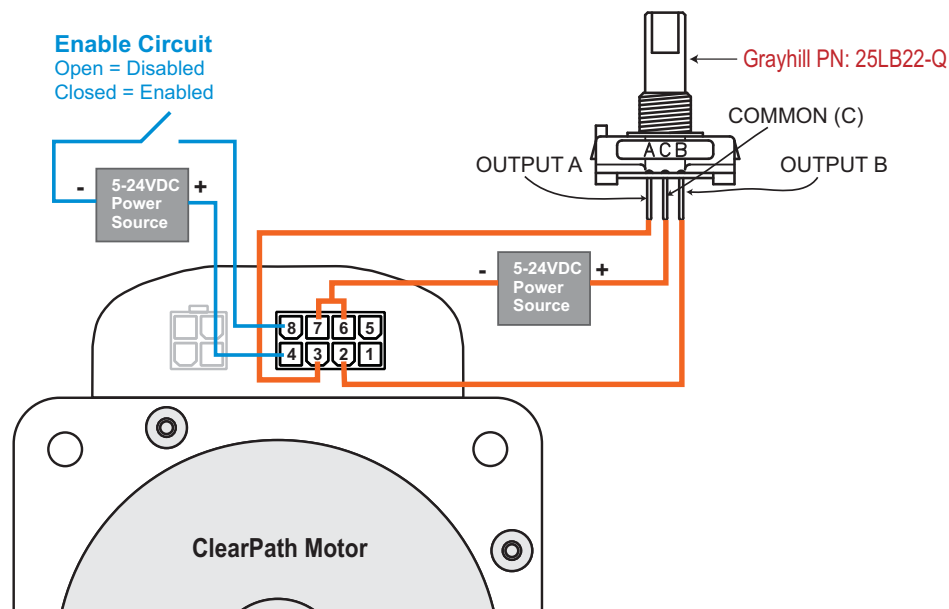 Enable Circuit
Open = Disabled
Closed = Enabled
Grayhill PN: 25LB22-Q
COMMON (C)
A C B
OUTPUT A
OUTPUT B
- 5-24VDC +
Power
Source
- 5-24VDC +
Power
Source
8 7 6 5
4 3 2 1
ClearPath Motor